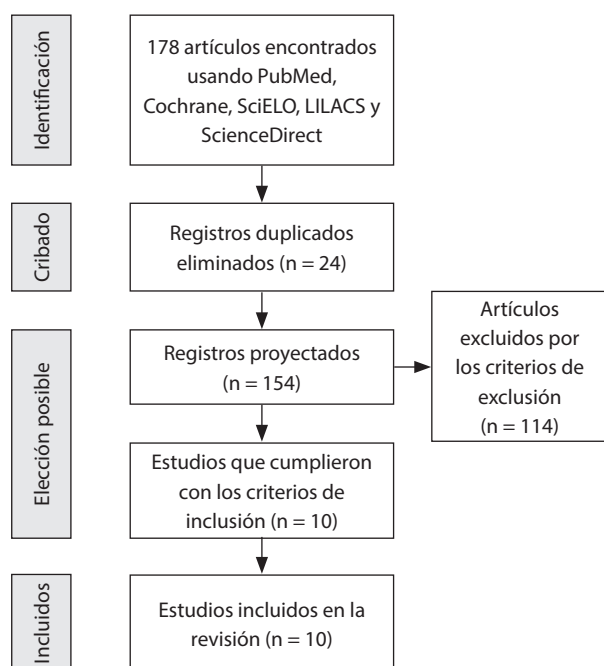 Identificación
178 artículos encontrados
usando PubMed,
Cochrane, SciELO, LILACS y
ScienceDirect
Cribado
Registros duplicados
eliminados (n = 24)
Elección posible
Registros proyectados
(n = 154)
Artículos
excluidos por
los criterios de
exclusión
(n = 114)
Estudios que cumplieron
con los criterios de
inclusión (n = 10)
Incluidos
Estudios incluidos en la
revisión (n = 10)